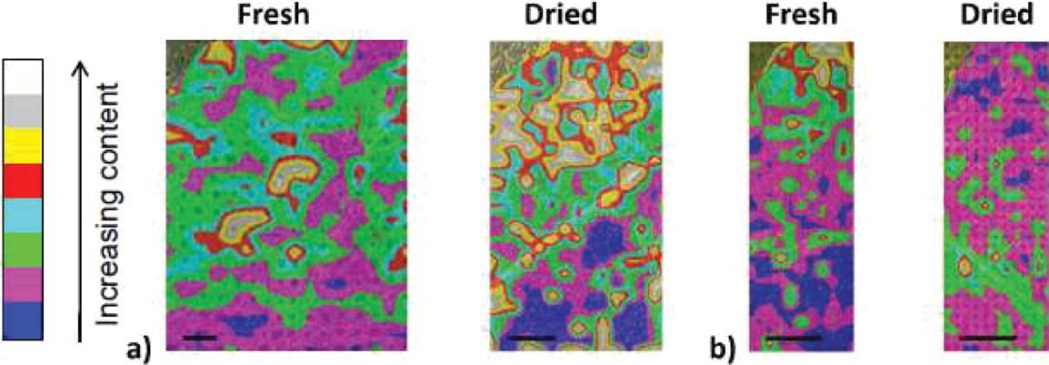 Fresh
Dried
Fresh
Dried
Increasing content
a)
b)